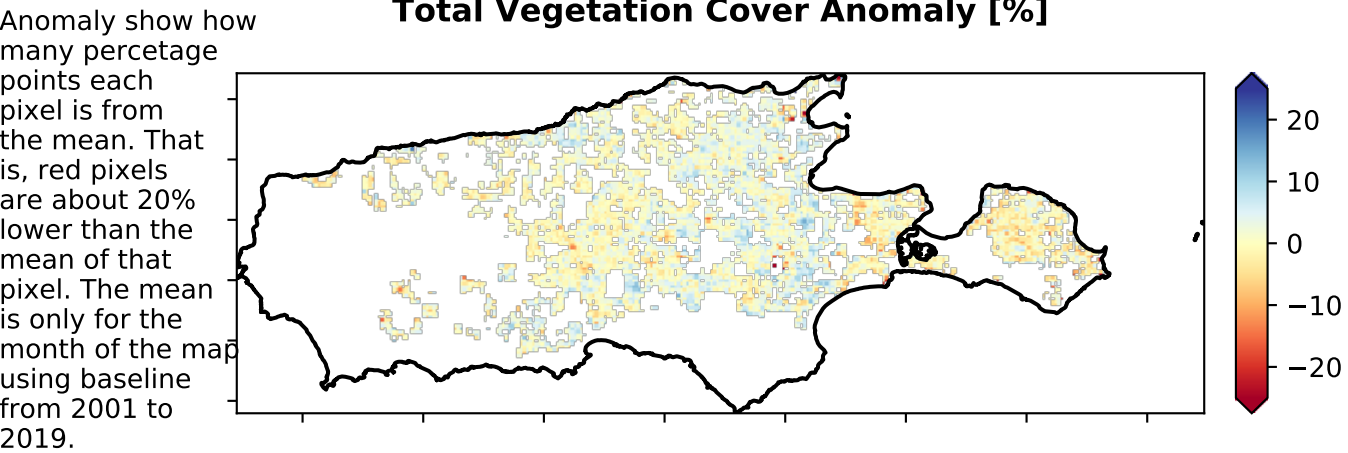 Total Vegetation Cover Anomaly [%]
Anomaly show how
many percetage
points each
pixel is from
the mean. That
is, red pixels
are about 20%
lower than the
mean of that
pixel. The mean
is only for the
month of the map
using baseline
from 2001 to
2019.
20
10
0
−10
−20